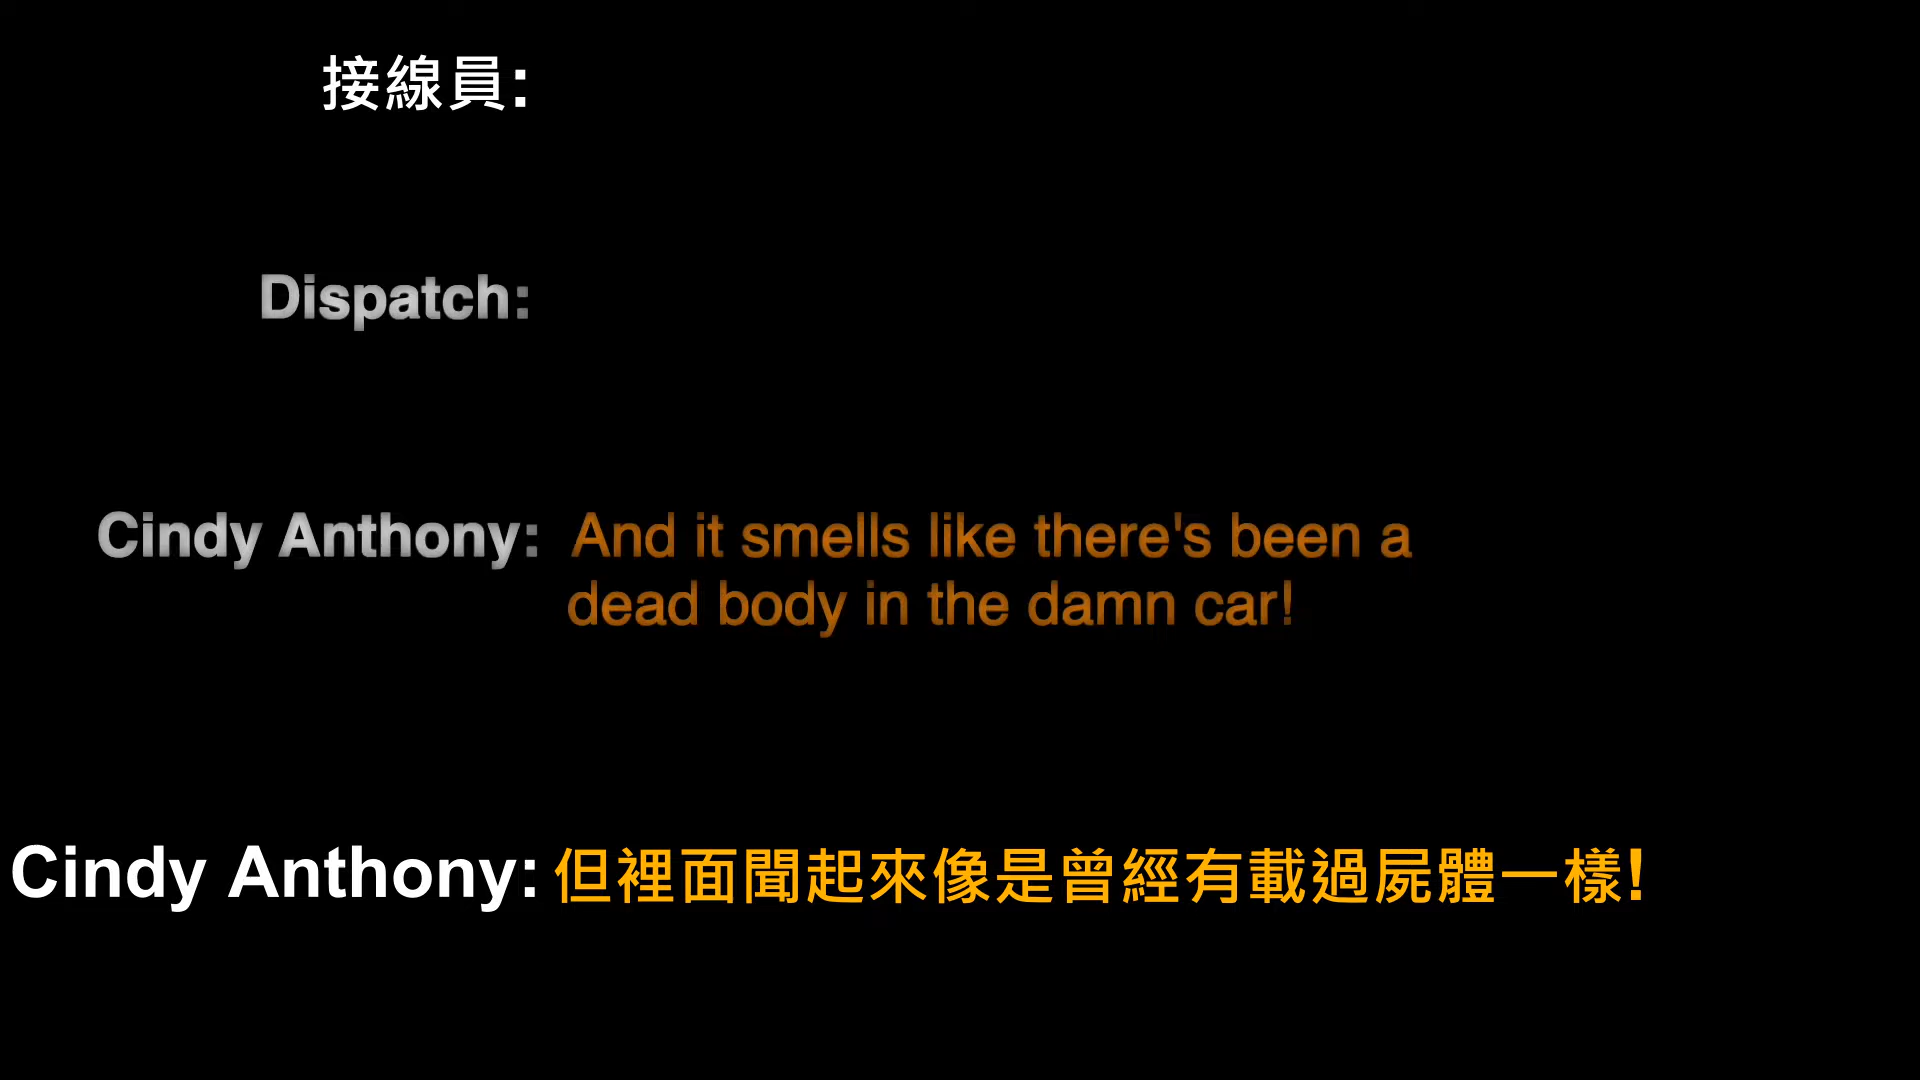 接線員:
Dispatch:
Cindy Anthony: And it smells like there's been a
dead body in the damn car!
Cindy Anthony: 但裡面聞起來像是曾經有載過屍體一樣!